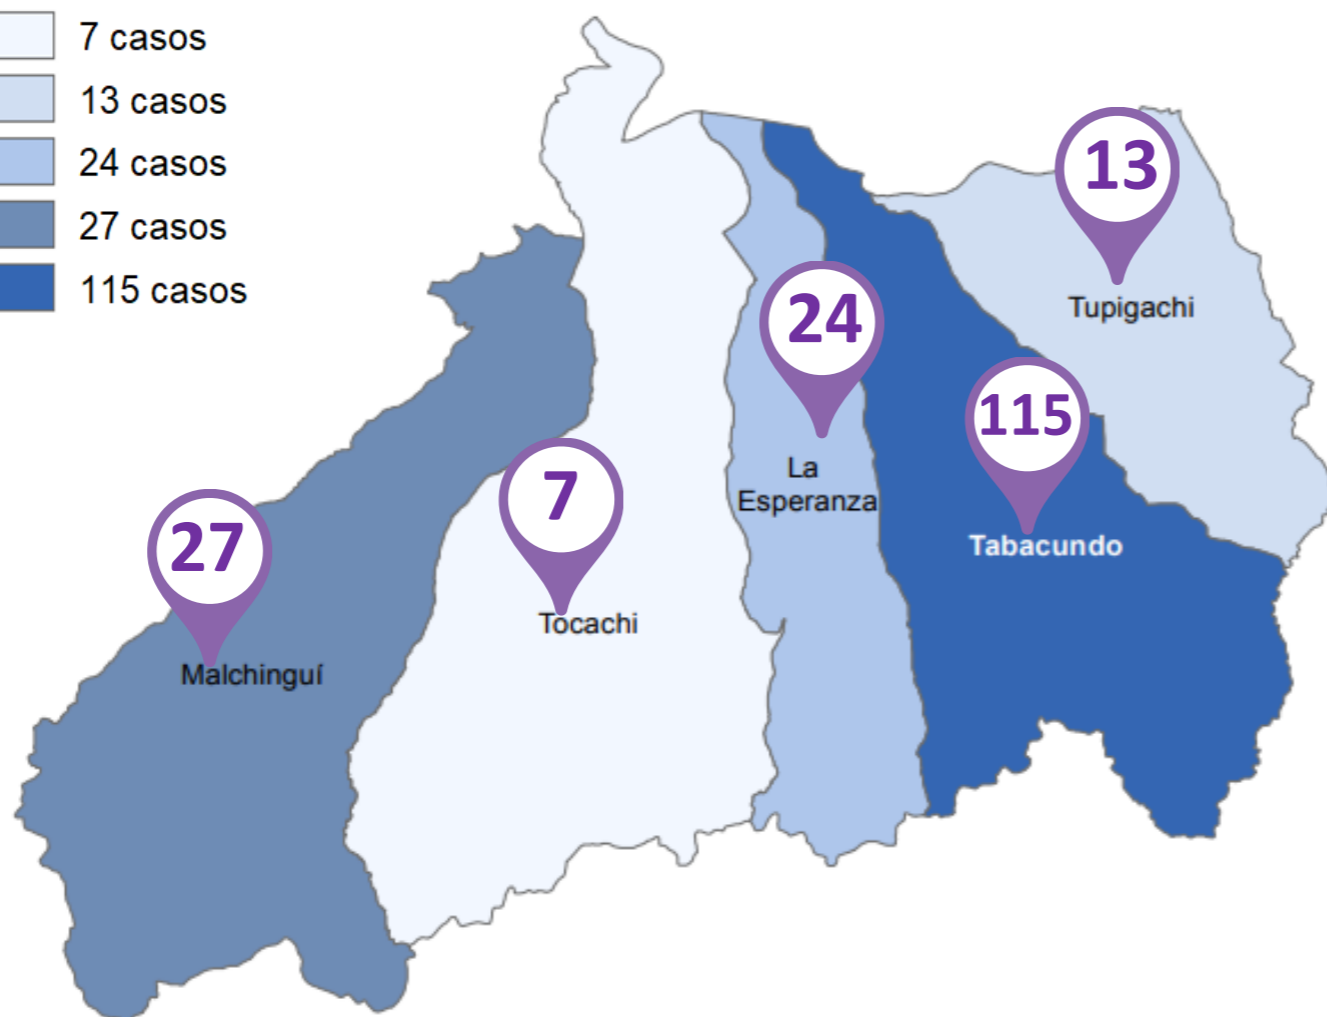 7 casos
13 casos
24 casos
27 casos
115 casos
13
Tupigachi
24
La
Esperanza
115
Tabacundo
7
Tocachi
27
Malchinguí